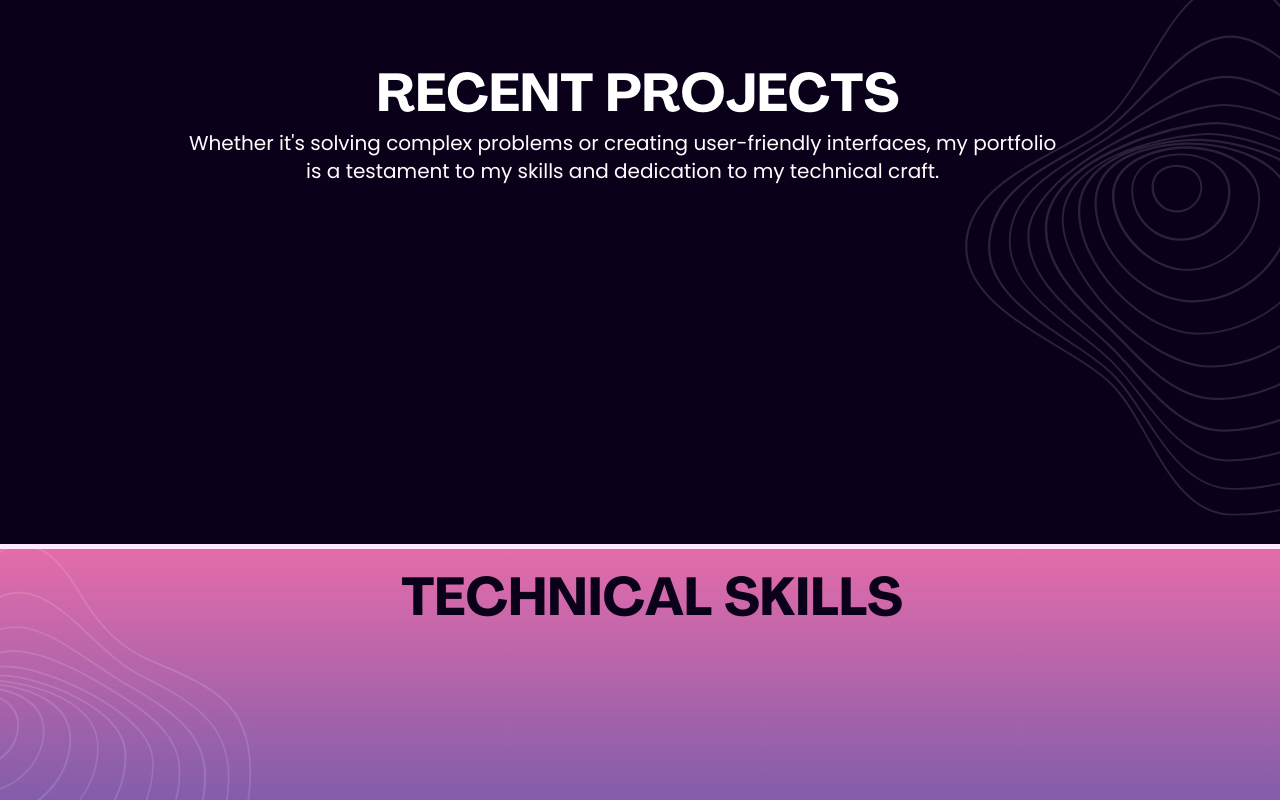 RECENT PROJECTS
Whether it's solving complex problems or creating user-friendly interfaces, my portfolio
is a testament to my skills and dedication to my technical craft.
TECHNICAL SKILLS